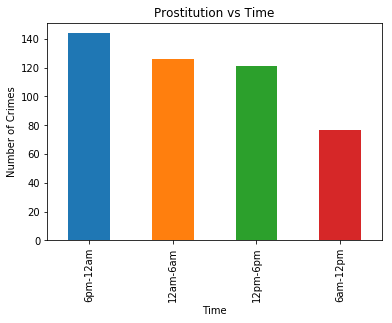 Prostitution vs Time
Number of Crimes
140
120
100
80
60
40
20
0
6pm-12am
12am-6am
12pm-6pm
6am-12pm
Time